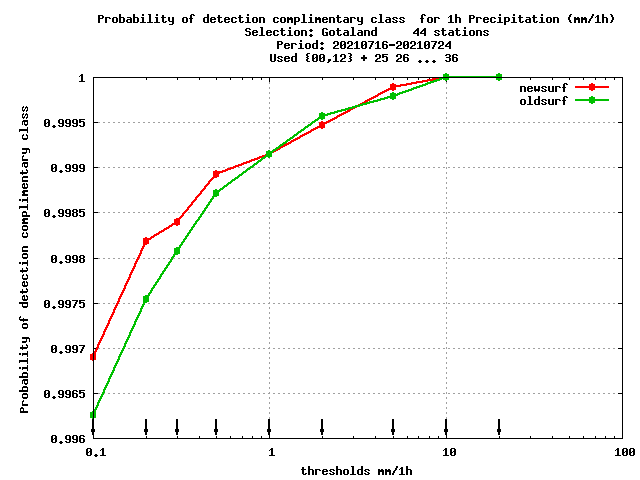 Probability of detection complimentary class  for 1h Precipitation (mm/1h)
Selection: Gotaland     44 stations
Period: 20210716-20210724
Used {00,12} + 25 26 ... 36
1
0.9995
0.999
0.9985
0.998
0.9975
0.997
0.9965
0.996
Probability of detection complimentary class
newsurf
oldsurf
0.1 1 10 100
thresholds mm/1h